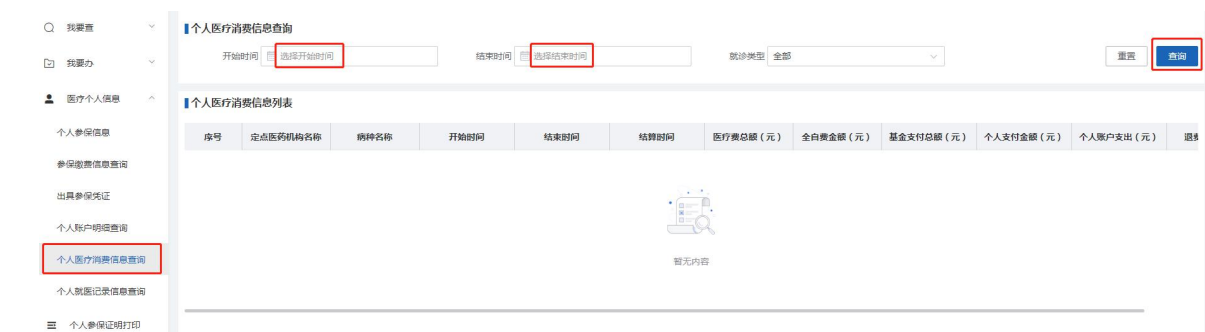 我要查
我要办
医疗个人信息
个人参保信息
参保缴费信息查询
出具参保凭证
个人账户明细查询
个人医疗消费信息查询
个人就医记录信息查询
个人参保证明打印
个人医疗消费信息查询
开始时间 选择开始时间 结束时间 选择结束时间 就诊类型 全部 重置 查询
个人医疗消费信息列表
序号 定点医药机构名称 病种名称 开始时间 结束时间 结算时间 医疗费总额(元) 全自费金额(元) 基金支付总额(元) 个人支付金额(元) 个人账户支出(元) 退费
暂无内容